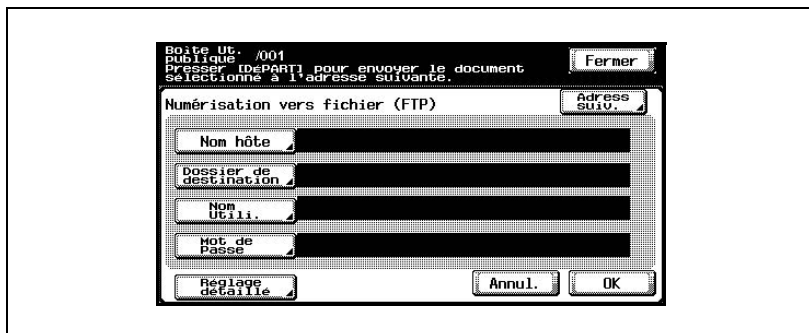 Boîte Ut.
publique /001
Presser [DéPART] pour envoyer le document
sélectionné à l'adresse suivante.
Fermer
Numérisation vers fichier (FTP)
Adress
suiv.
Nom hôte
Dossier de
destination
Nom
Utili.
Mot de
Passe
Réglage
détaillé
Annul.
OK